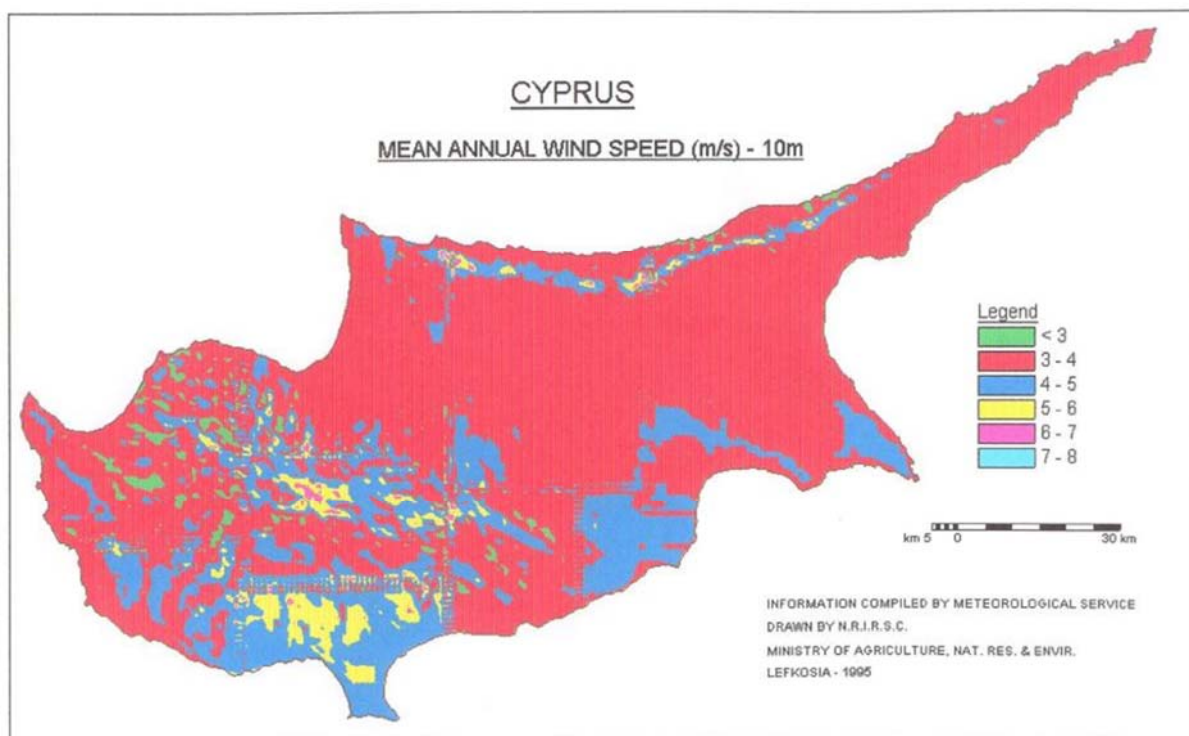 CYPRUS
MEAN ANNUAL WIND SPEED (m/s) - 10m
Legend
< 3
3 - 4
4 - 5
5 - 6
6 - 7
7 - 8
km 5 0 30 km
INFORMATION COMPILED BY METEOROLOGICAL SERVICE
DRAWN BY N.R.I.R.S.C.
MINISTRY OF AGRICULTURE, NAT. RES. & ENVIR.
LEFKOSIA - 1995